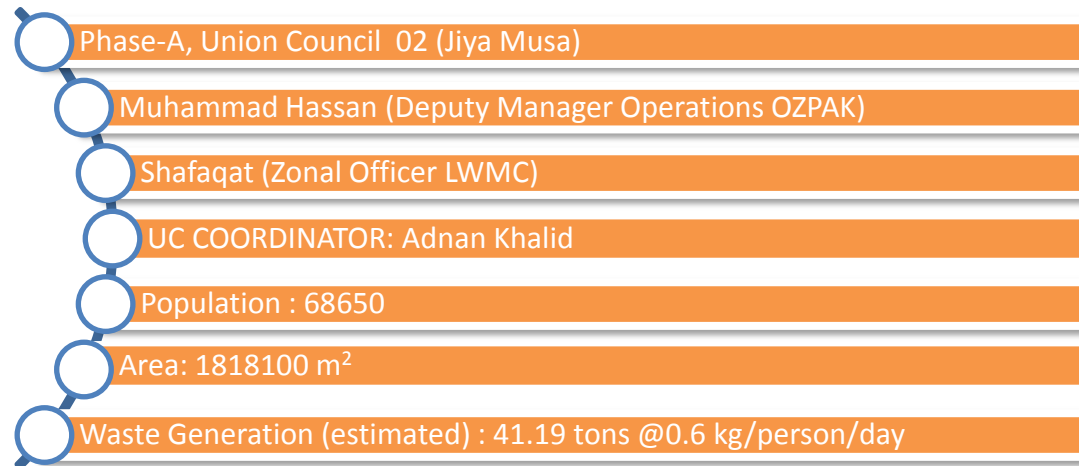 Phase-A, Union Council  02 (Jiya Musa)
Muhammad Hassan (Deputy Manager Operations OZPAK)
Shafaqat (Zonal Officer LWMC)
UC COORDINATOR: Adnan Khalid
Population : 68650
Area: 1818100 m²
Waste Generation (estimated) : 41.19 tons @0.6 kg/person/day